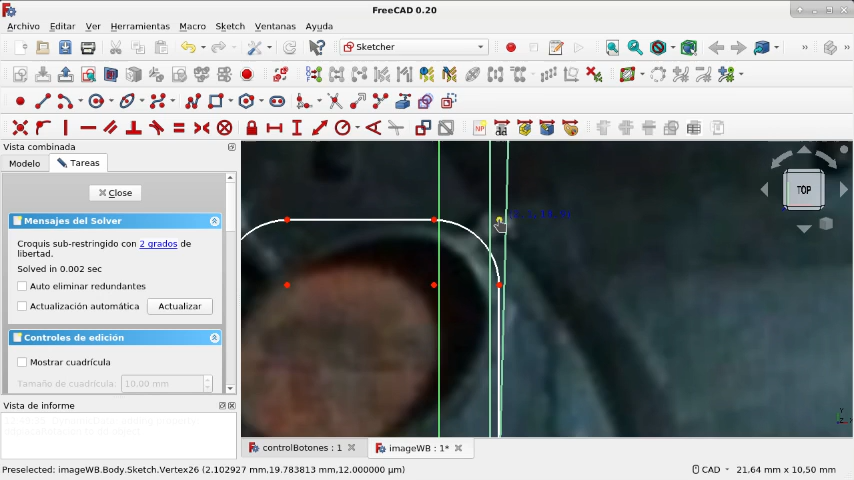 FreeCAD 0.20
Archivo Editar Ver Herramientas Macro Sketch Ventanas Ayuda
Sketcher
Vista combinada
Modelo Tareas
Close
Mensajes del Solver
Croquis sub-restringido con 2 grados de
libertad.
Solved in 0.002 sec
Auto eliminar redundantes
Actualización automática Actualizar
Controles de edición
Mostrar cuadrícula
Tamaño de cuadrícula. 10.00 mm
Vista de informe
TOP
controlBotones : 1 imageWB : 1*
Preselected: imageWB.Body.Sketch.Vertex26 (2.102927 mm,19.783813 mm,12.000000 µm) CAD 21,64 mm x 10,50 mm